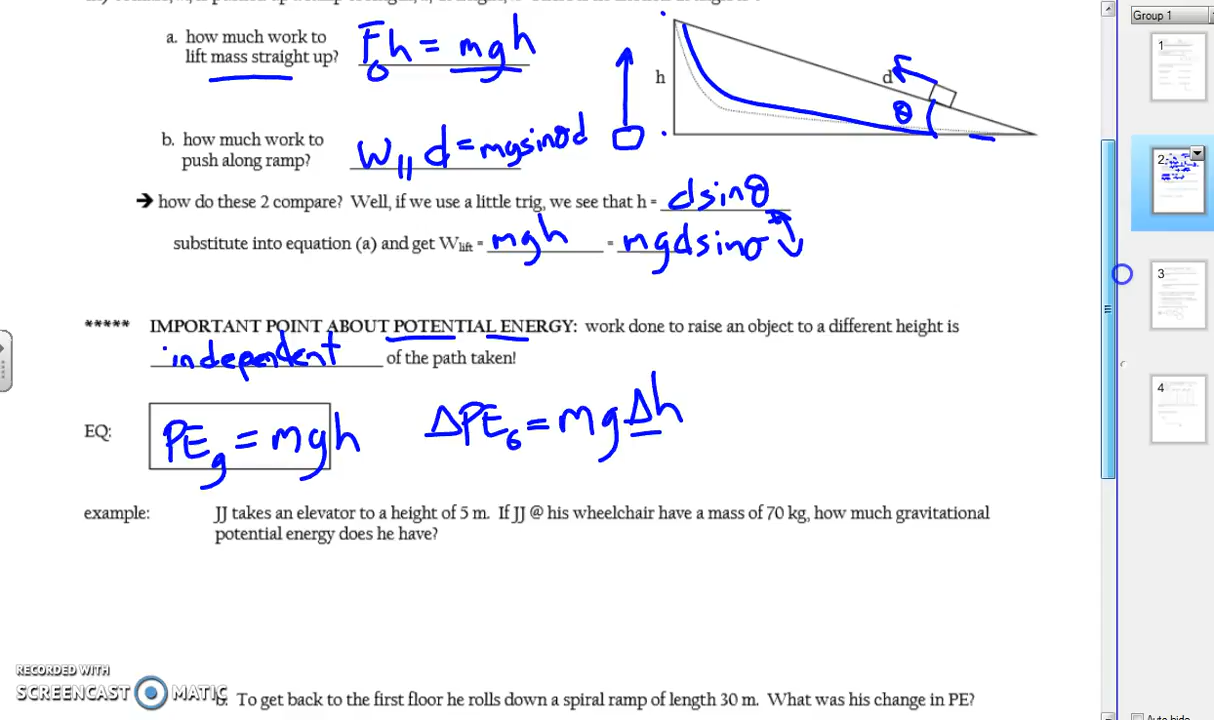 Group 1
a. how much work to
lift mass straight up?
Fh = mgh
h
d
θ
b. how much work to
push along ramp?
W|| d = mgsinθd
➔ how do these 2 compare? Well, if we use a little trig, we see that h = dsinθ
substitute into equation (a) and get Wlift = mgh = mgdsinθ
***** IMPORTANT POINT ABOUT POTENTIAL ENERGY: work done to raise an object to a different height is
independent of the path taken!
EQ: PEg = mgh ΔPEG = mgΔh
example: JJ takes an elevator to a height of 5 m. If JJ @ his wheelchair have a mass of 70 kg, how much gravitational
potential energy does he have?
b. To get back to the first floor he rolls down a spiral ramp of length 30 m. What was his change in PE?
RECORDED WITH
SCREENCAST MATIC
1
2
3
4
Auto hide